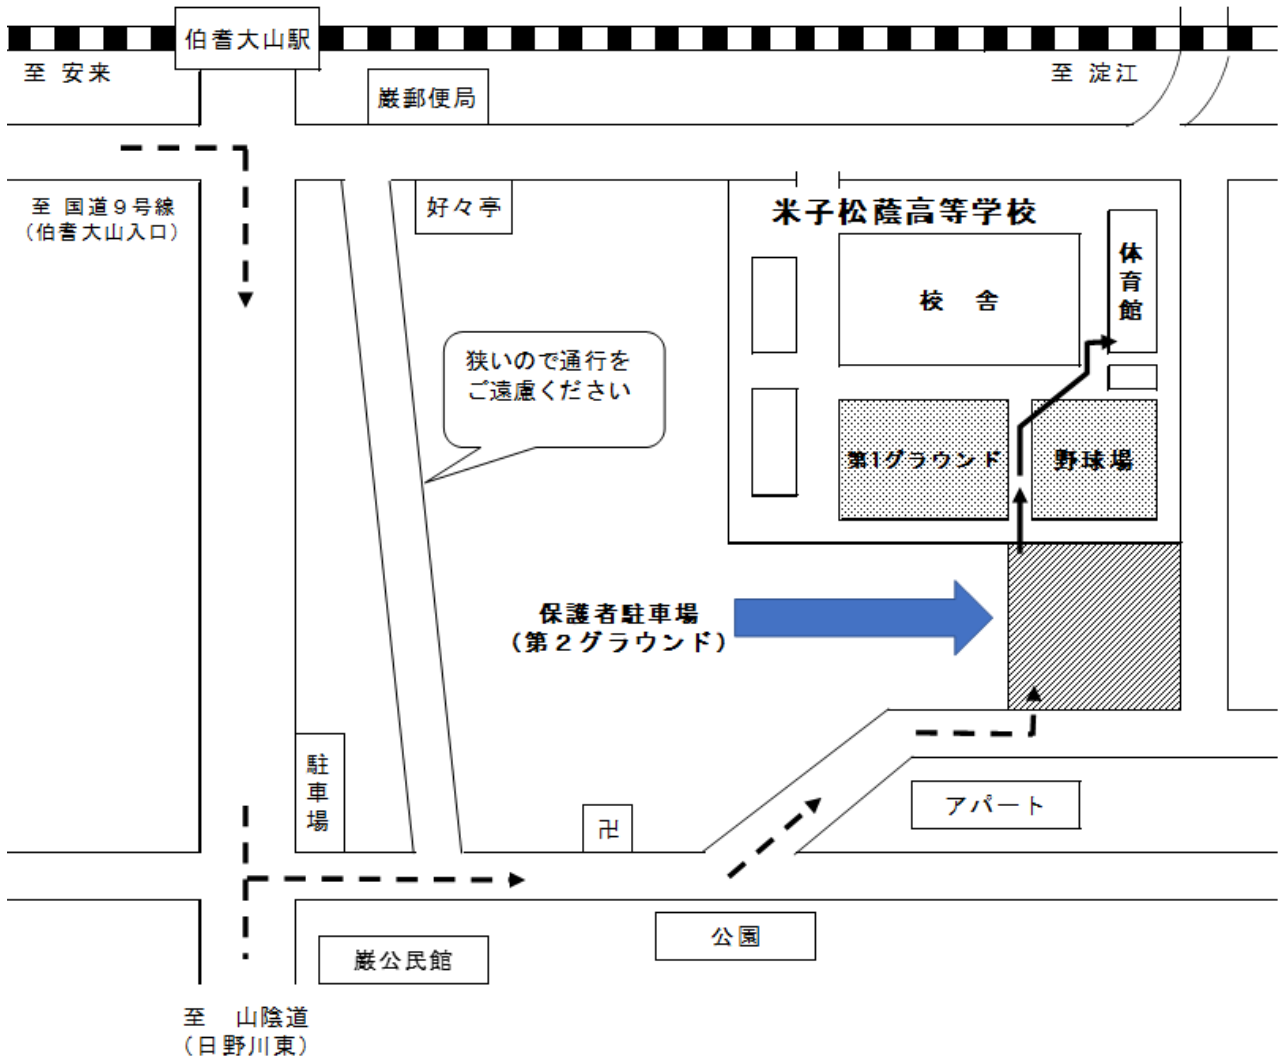 伯耆大山駅
至 安来
至 淀江
巌郵便局
至 国道9号線
（伯耆大山入口）
好々亭
米子松蔭高等学校
体育館
校 舎
狭いので通行を
ご遠慮ください
第1グラウンド
野球場
保護者駐車場
（第２グラウンド）
駐車場
アパート
卍
公園
巌公民館
至 山陰道
（日野川東）